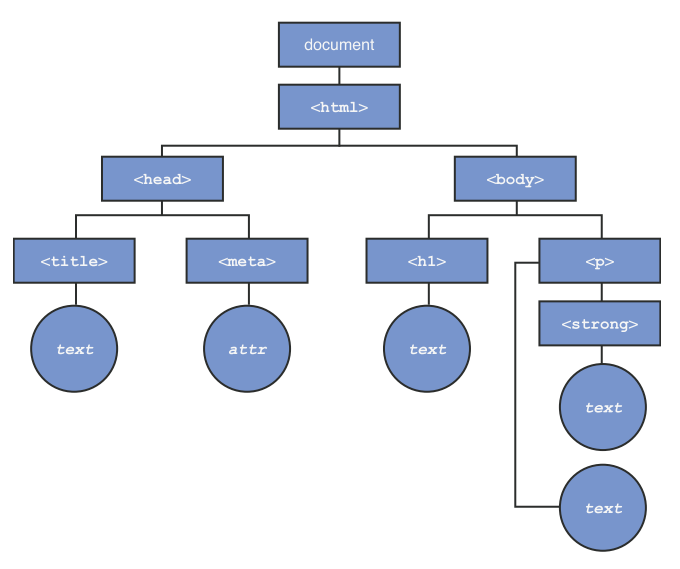 document
<html>
<head>
<body>
<title>
<meta>
<h1>
<p>
<strong>
text
attr
text
text
text